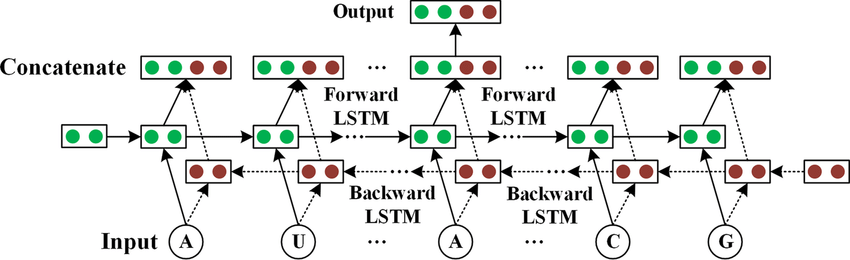 Output
Concatenate ... ...
Forward Forward
LSTM LSTM
... ...
... ...
Backward Backward
LSTM LSTM
Input A U ... A ... C G